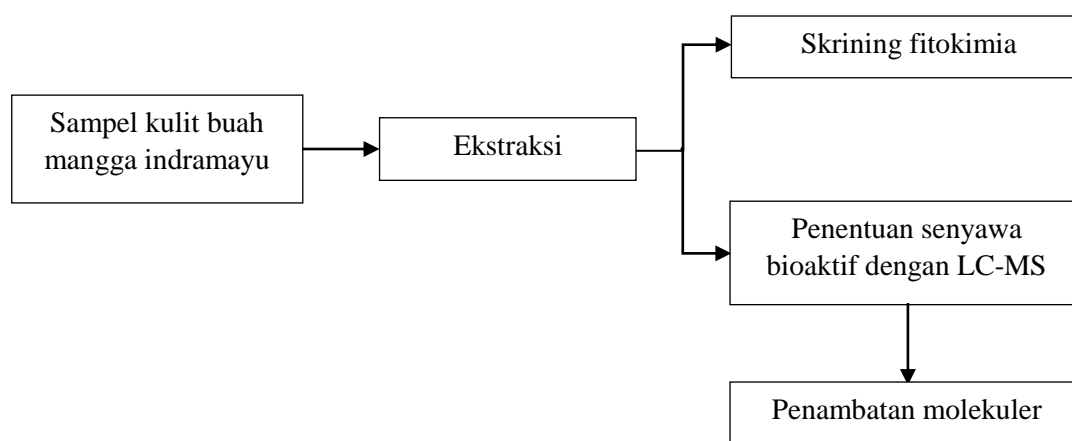 Skrining fitokimia
Sampel kulit buah
mangga indramayu
Ekstraksi
Penentuan senyawa
bioaktif dengan LC-MS
Penambatan molekuler